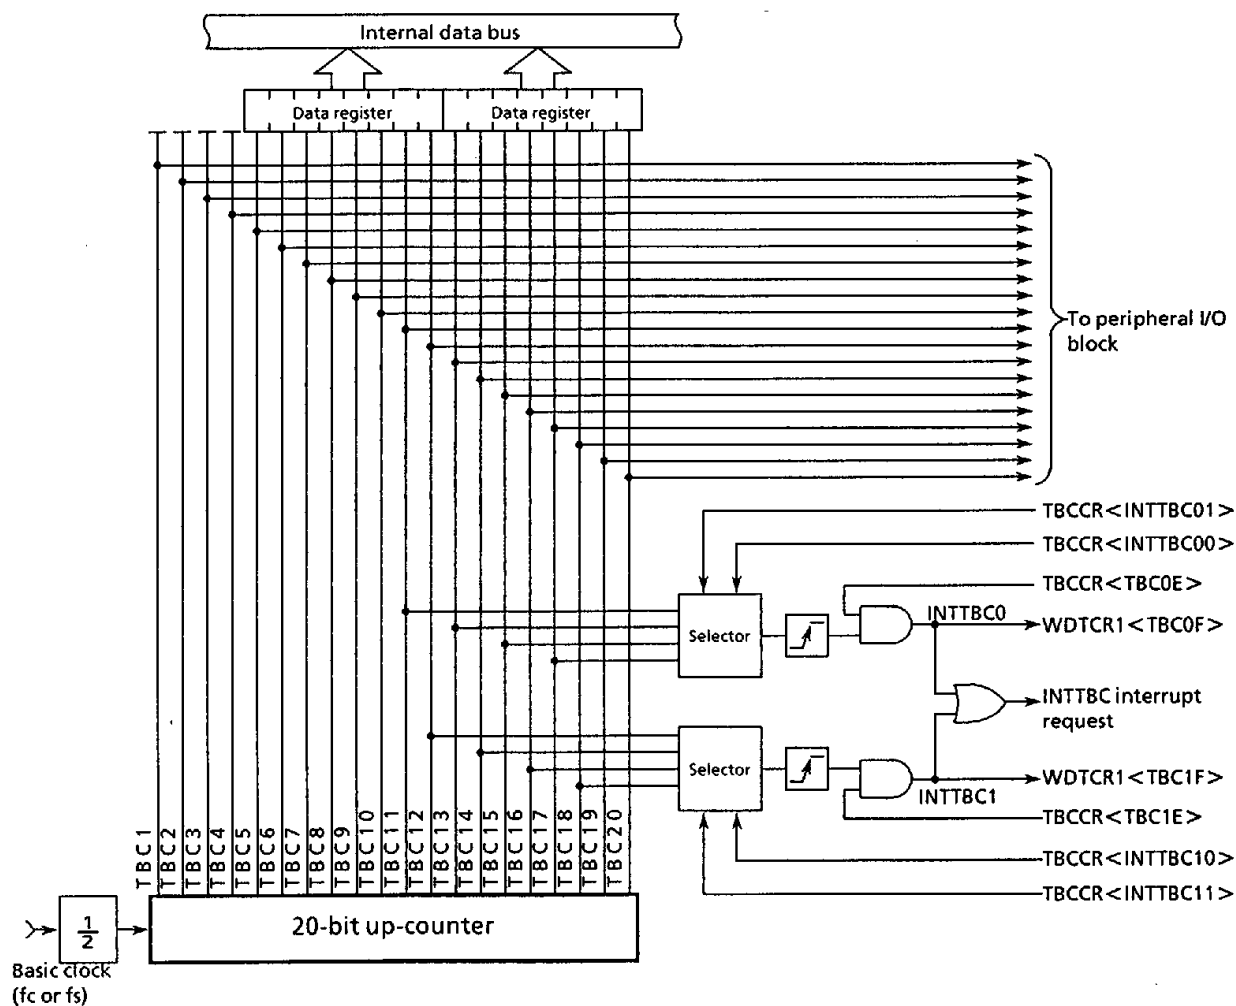 Internal data bus
Data register
Data register
To peripheral I/O
block
TBCCR<INTTBC01>
TBCCR<INTTBC00>
TBCCR<TBC0E>
INTTBC0
WDTCR1<TBC0F>
Selector
INTTBC interrupt
request
Selector
WDTCR1<TBC1F>
INTTBC1
TBCCR<TBC1E>
TBCCR<INTTBC10>
TBCCR<INTTBC11>
TBC1
TBC2
TBC3
TBC4
TBC5
TBC6
TBC7
TBC8
TBC9
TBC10
TBC11
TBC12
TBC13
TBC14
TBC15
TBC16
TBC17
TBC18
TBC19
TBC20
1
2
20-bit up-counter
Basic clock
(fc or fs)